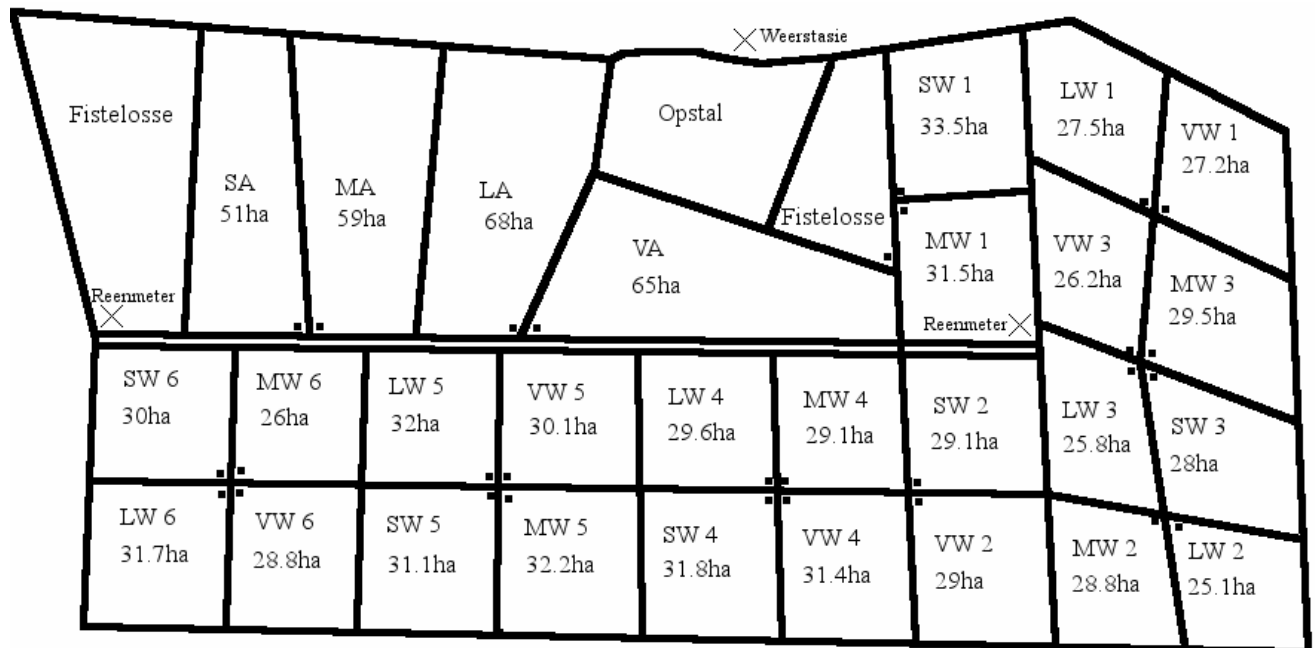 Weerstasie
Fistelosse
SA
51ha
MA
59ha
LA
68ha
Opstal
Fistelosse
VA
65ha
Reenmeter
SW 1
33.5ha
MW 1
31.5ha
Reenmeter
LW 1
27.5ha
VW 1
27.2ha
VW 3
26.2ha
MW 3
29.5ha
SW 6
30ha
MW 6
26ha
LW 5
32ha
VW 5
30.1ha
LW 4
29.6ha
MW 4
29.1ha
SW 2
29.1ha
LW 3
25.8ha
SW 3
28ha
LW 6
31.7ha
VW 6
28.8ha
SW 5
31.1ha
MW 5
32.2ha
SW 4
31.8ha
VW 4
31.4ha
VW 2
29ha
MW 2
28.8ha
LW 2
25.1ha